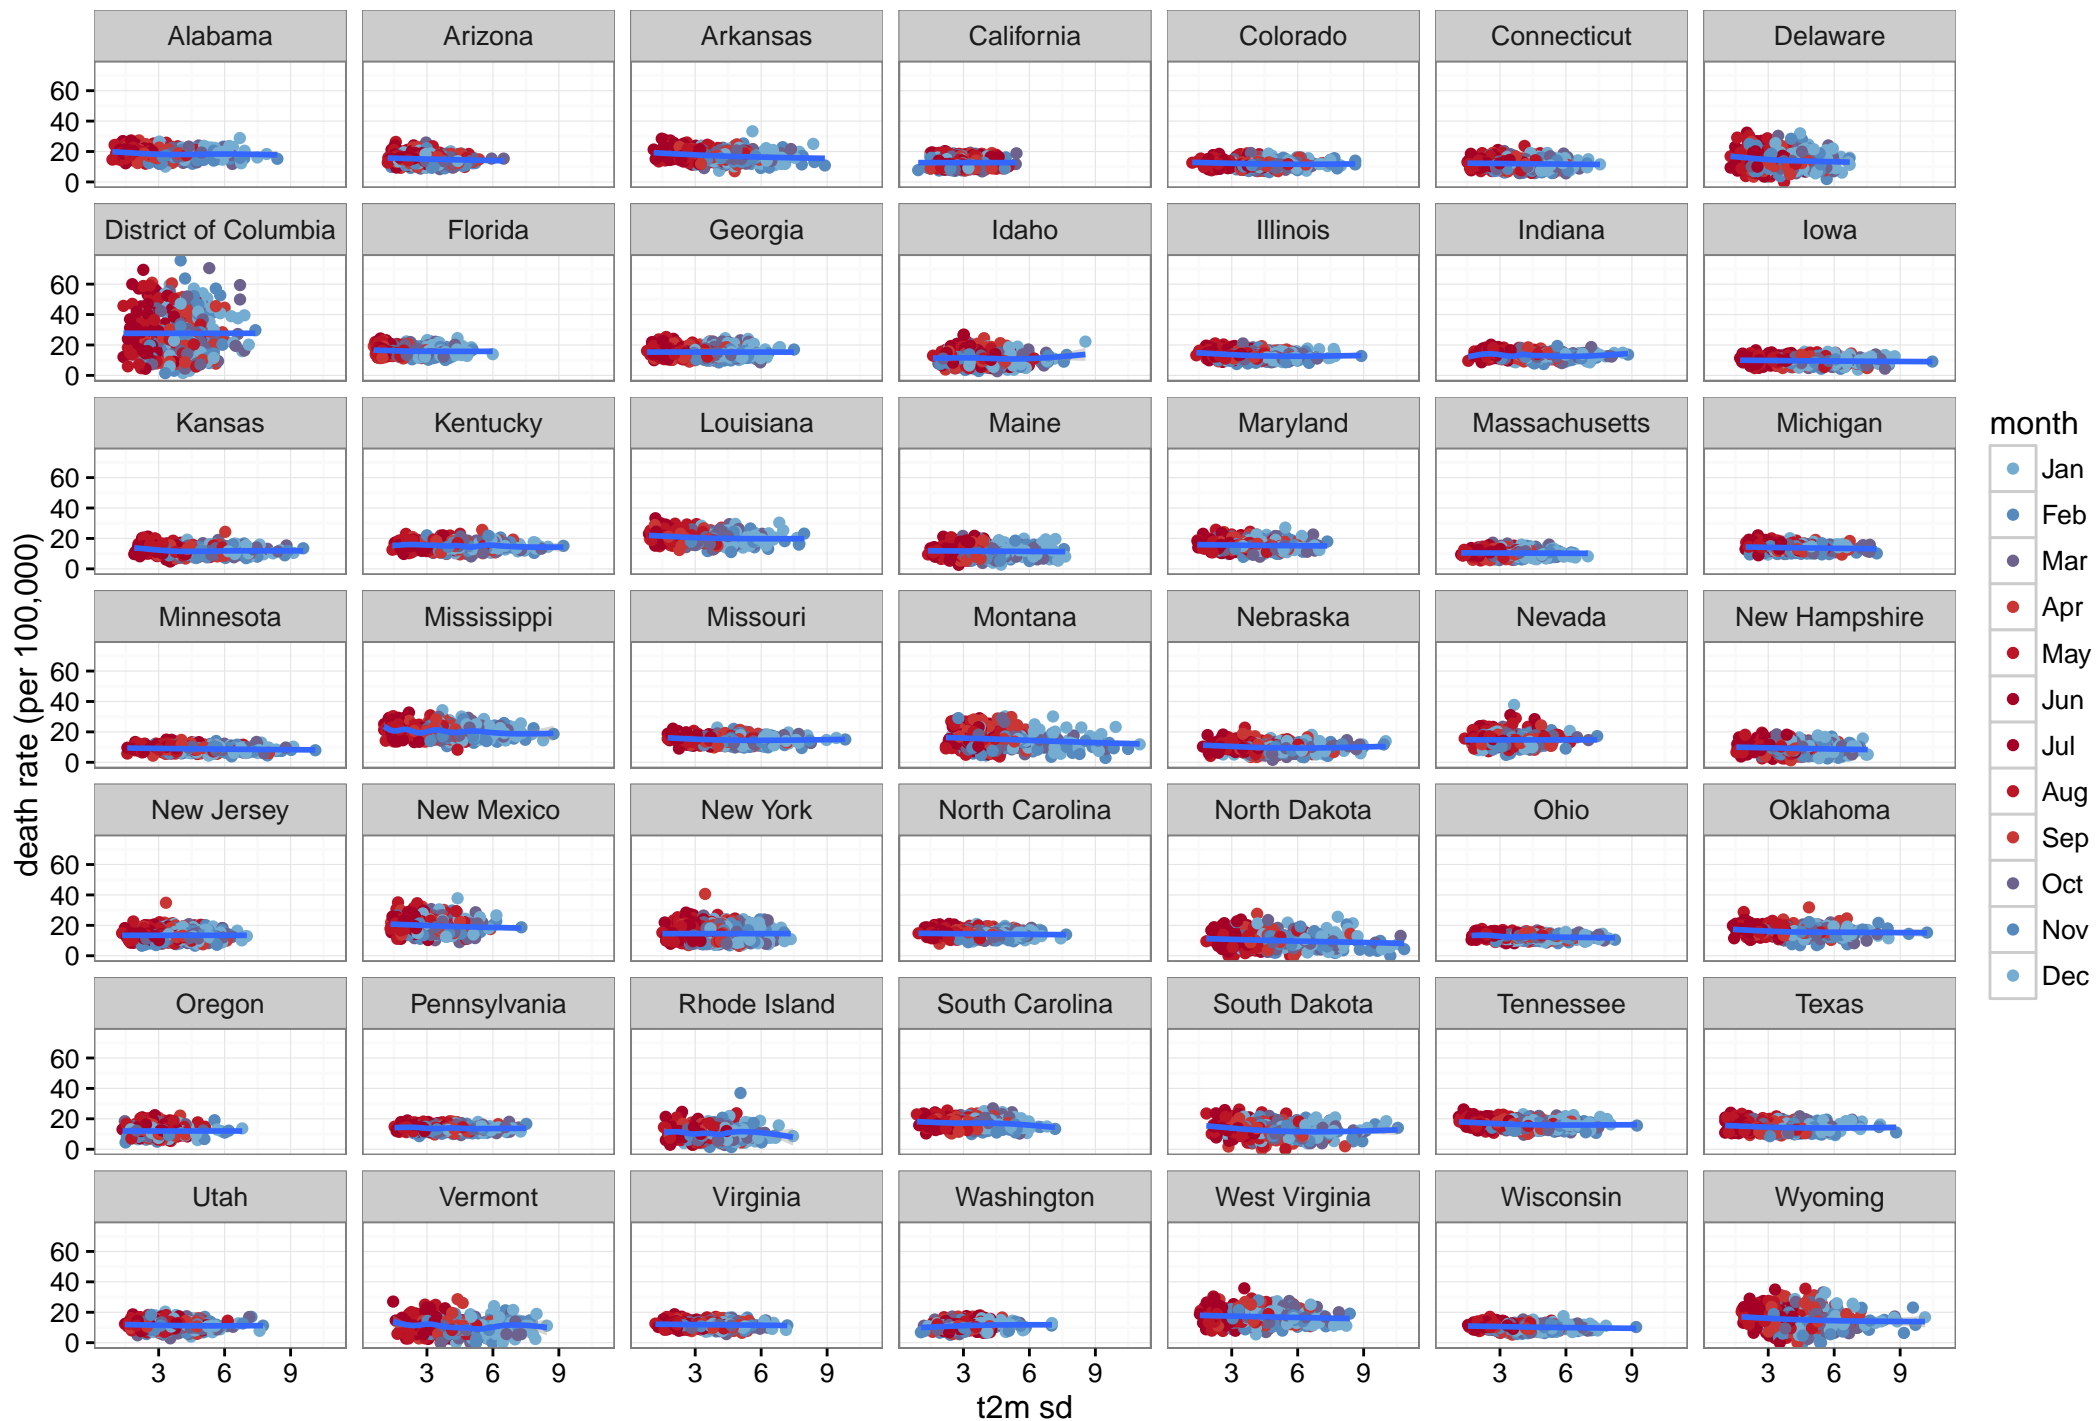 Alabama Arizona Arkansas California Colorado Connecticut Delaware
60
40
20
0
District of Columbia Florida Georgia Idaho Illinois Indiana Iowa
60
40
20
0
Kansas Kentucky Louisiana Maine Maryland Massachusetts Michigan
60
40
20
0
Minnesota Mississippi Missouri Montana Nebraska Nevada New Hampshire
60
40
20
0
New Jersey New Mexico New York North Carolina North Dakota Ohio Oklahoma
60
40
20
0
Oregon Pennsylvania Rhode Island South Carolina South Dakota Tennessee Texas
60
40
20
0
Utah Vermont Virginia Washington West Virginia Wisconsin Wyoming
60
40
20
0
3 6 9 3 6 9 3 6 9 3 6 9 3 6 9 3 6 9 3 6 9
t2m sd
death rate (per 100,000)
month
Jan
Feb
Mar
Apr
May
Jun
Jul
Aug
Sep
Oct
Nov
Dec